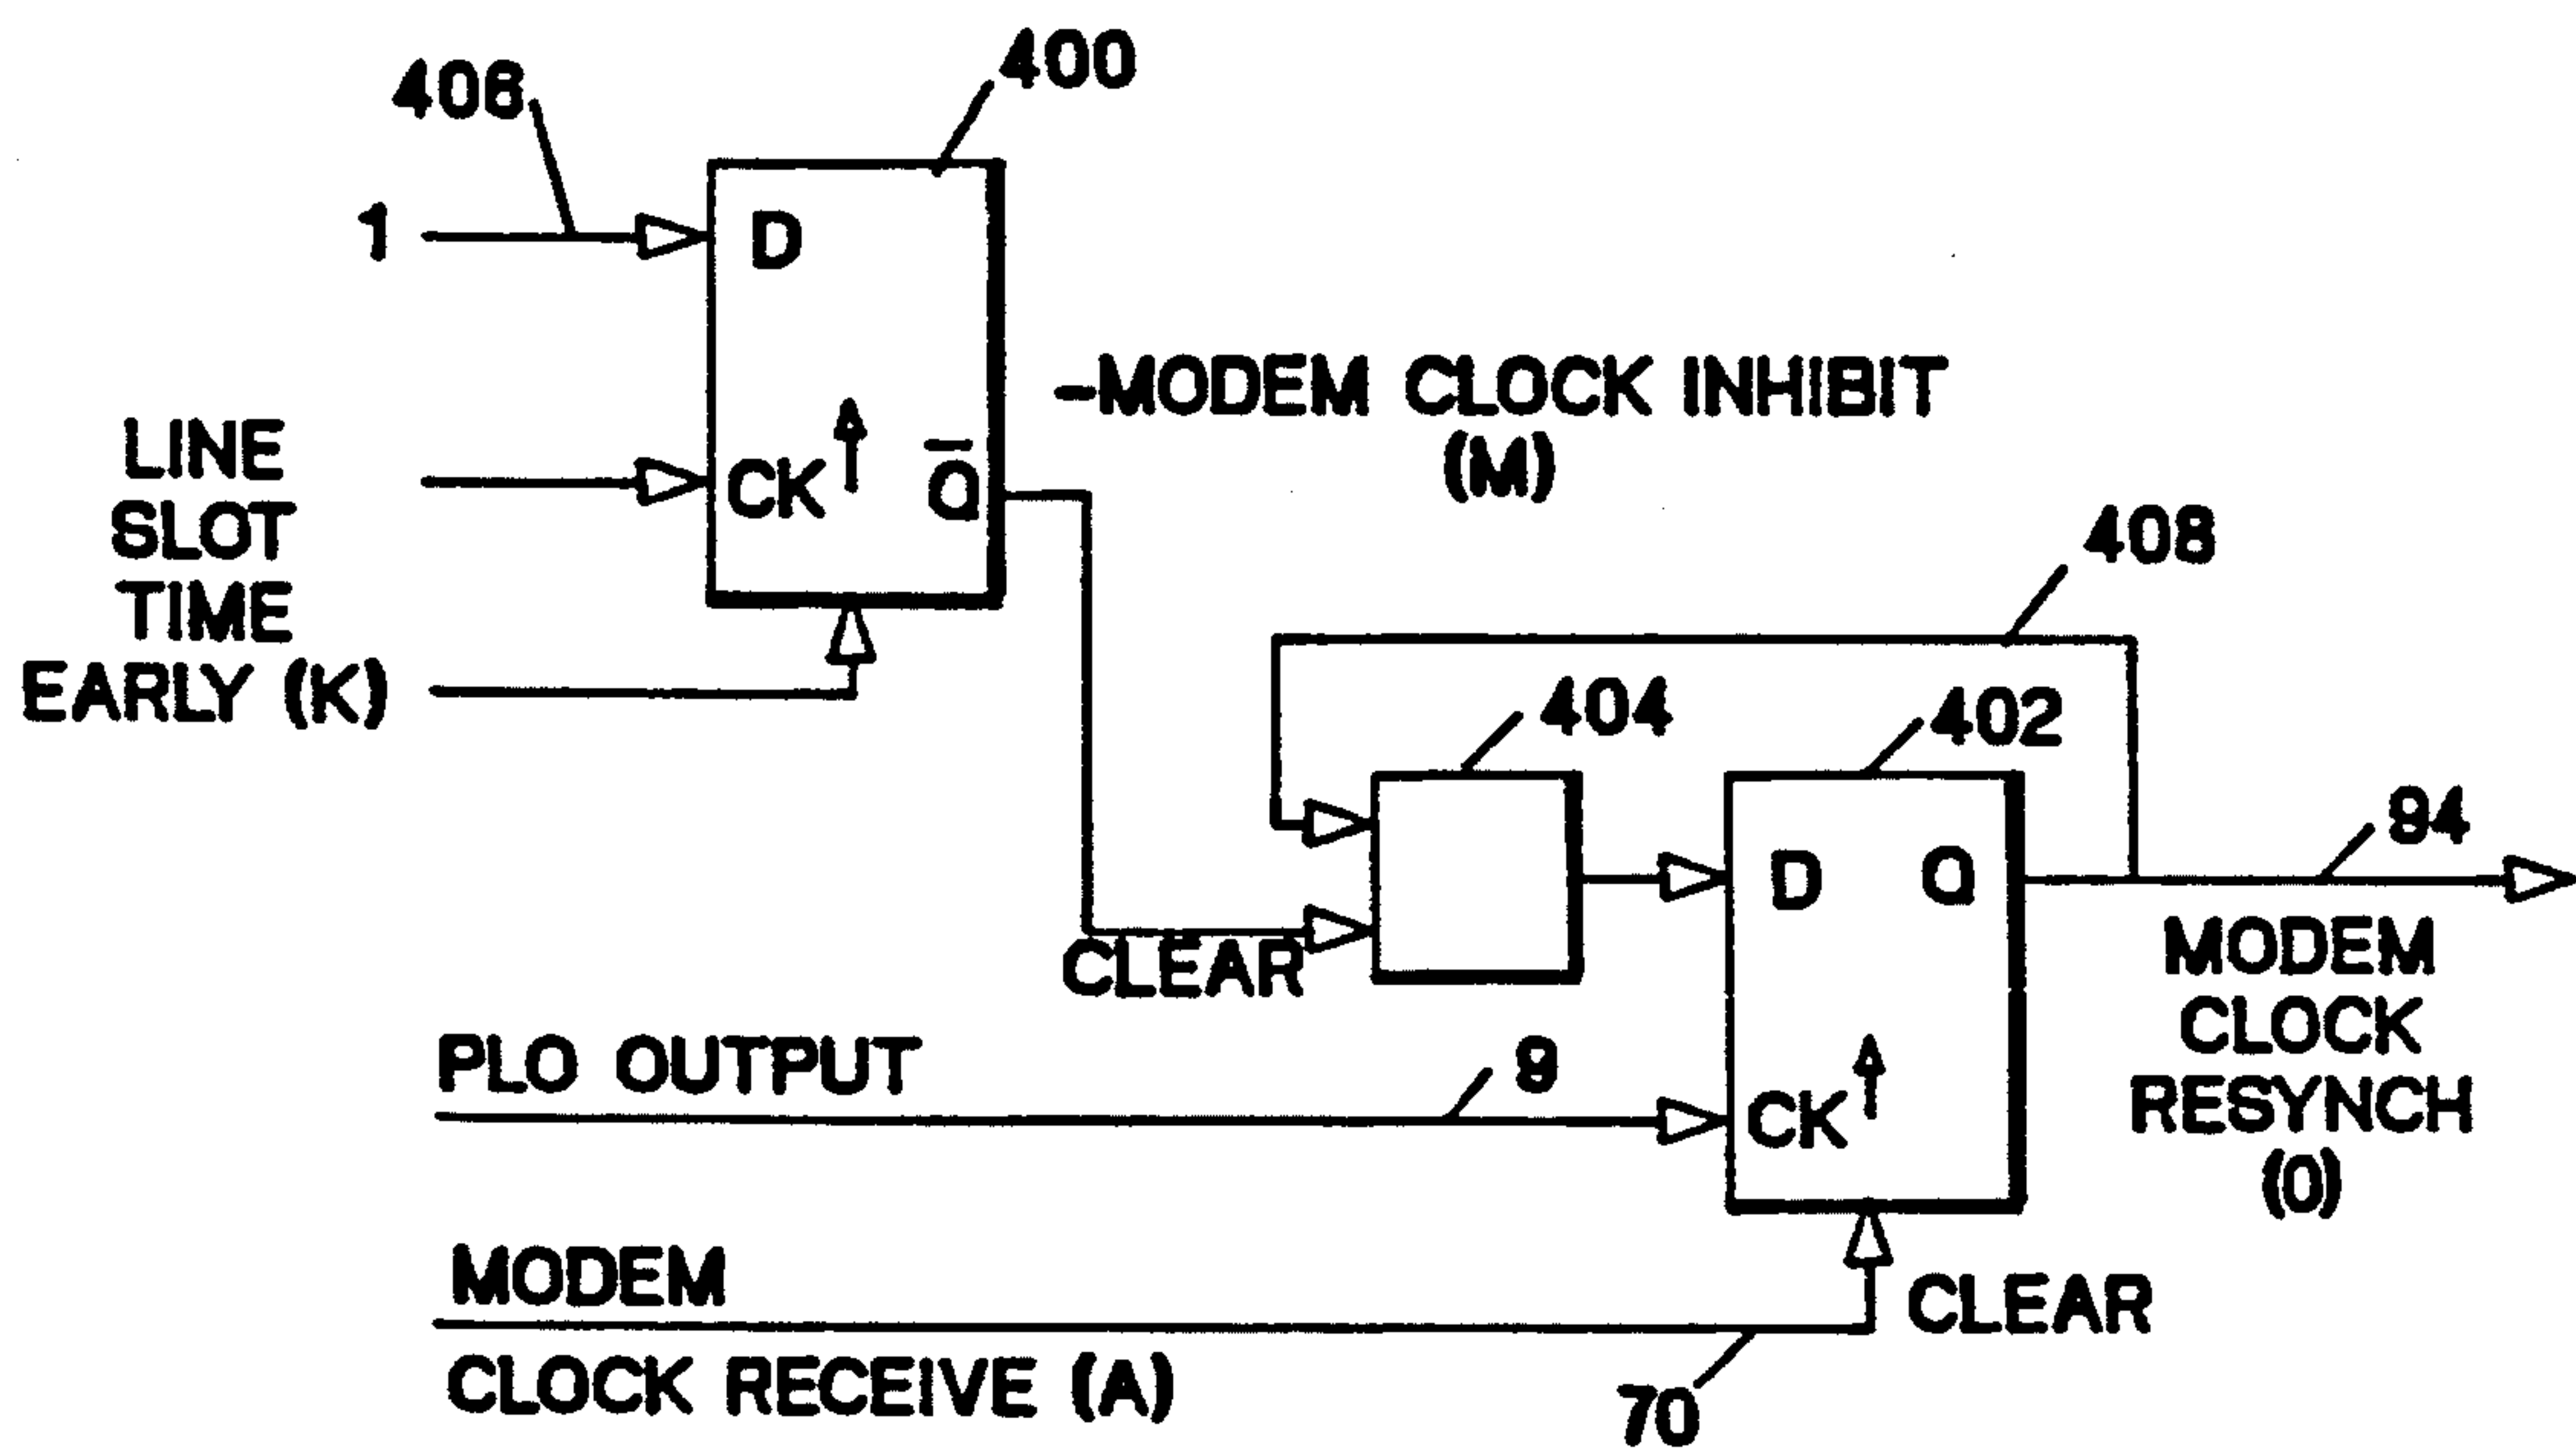 406
400
1
D
LINE
SLOT
TIME
EARLY (K)
CK
Q
-MODEM CLOCK INHIBIT
(M)
408
404
402
94
D
Q
CLEAR
MODEM
CLOCK
RESYNCH
(0)
PLO OUTPUT
9
CK
MODEM
CLOCK RECEIVE (A)
CLEAR
70